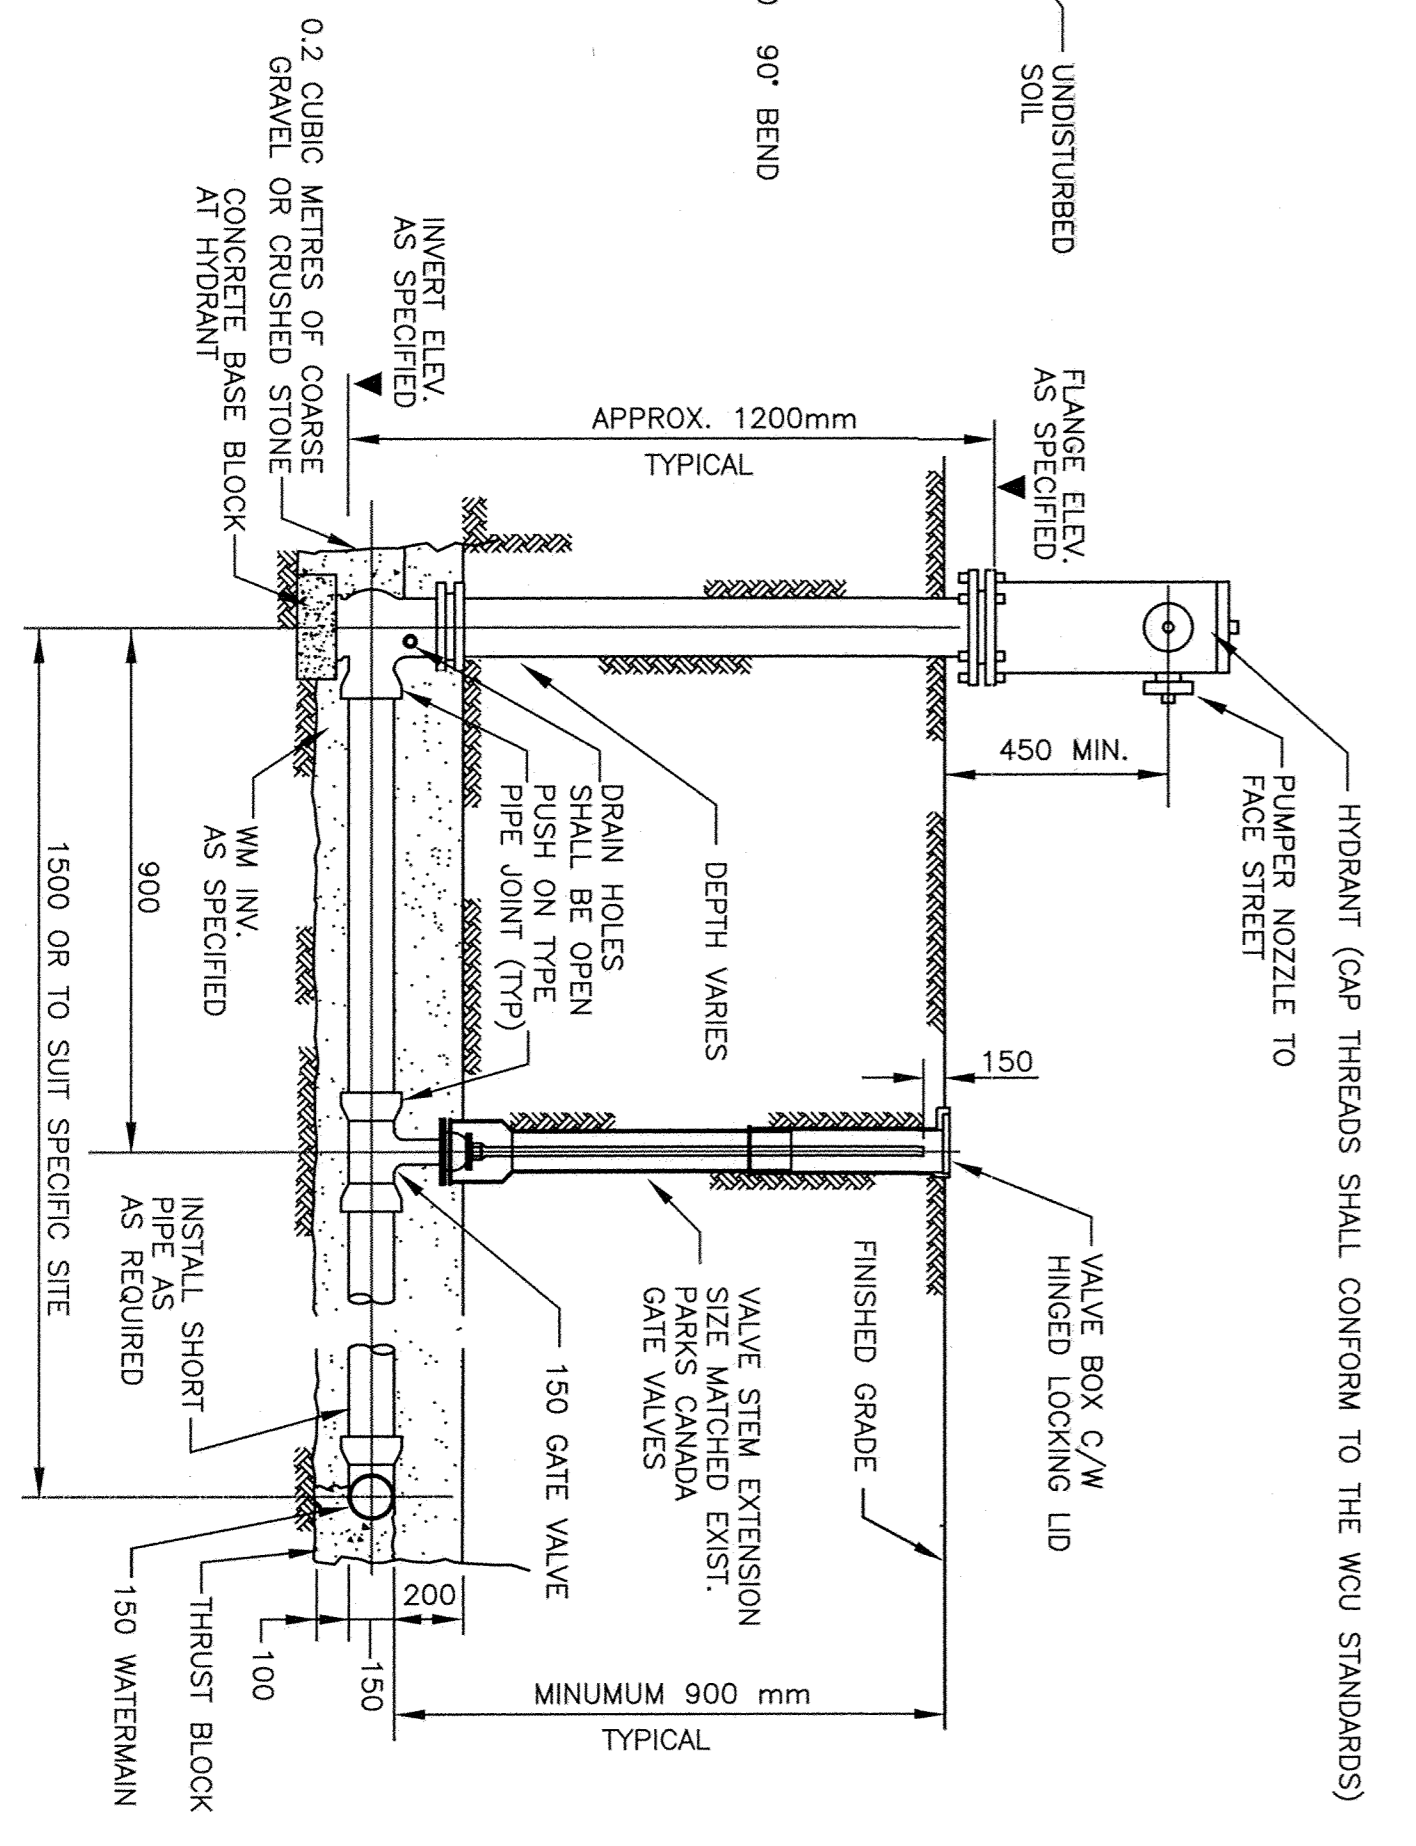 HYDRANT (CAP THREADS SHALL CONFORM TO THE WCU STANDARDS)
PUMPER NOZZLE TO
FACE STREET
UNDISTURBED
SOIL
90° BEND
FLANGE ELEV.
AS SPECIFIED
450 MIN.
150
VALVE BOX C/W
HINGED LOCKING LID
FINISHED GRADE
APPROX. 1200mm
TYPICAL
DEPTH VARIES
VALVE STEM EXTENSION
SIZE MATCHED EXIST.
PARKS CANADA
GATE VALVES
MINUMUM 900 mm
TYPICAL
DRAIN HOLES
SHALL BE OPEN
PUSH ON TYPE
PIPE JOINT (TYP)
150 GATE VALVE
INVERT ELEV.
AS SPECIFIED
200
150
100
0.2 CUBIC METRES OF COARSE
GRAVEL OR CRUSHED STONE
CONCRETE BASE BLOCK
AT HYDRANT
WM INV.
AS SPECIFIED
INSTALL SHORT
PIPE AS
AS REQUIRED
THRUST BLOCK
150 WATERMAIN
900
1500 OR TO SUIT SPECIFIC SITE